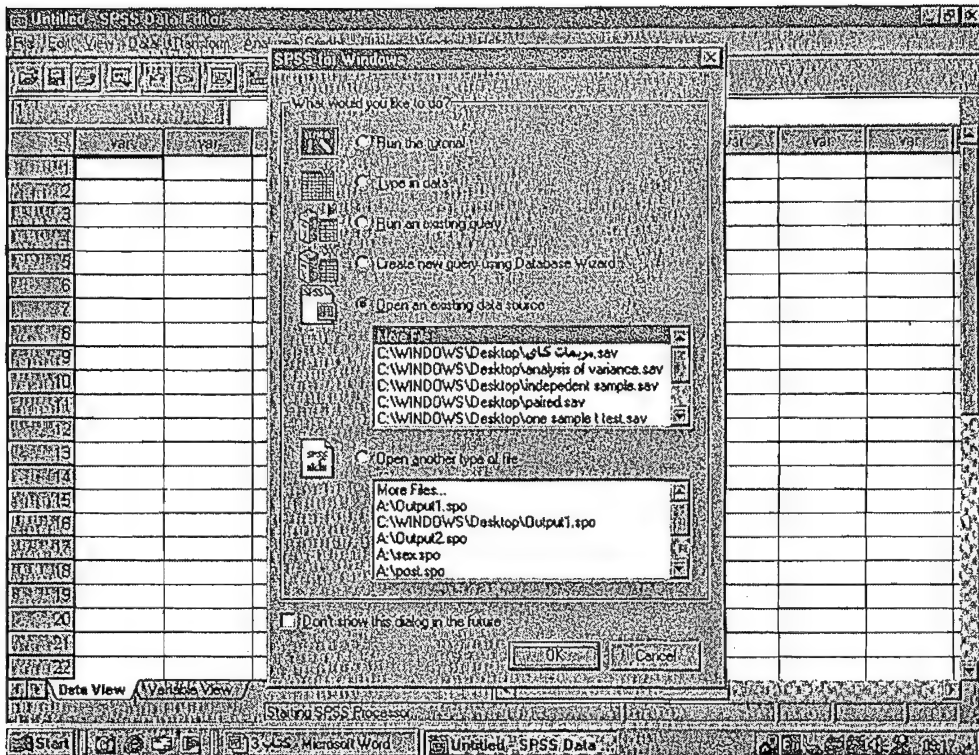 Untitled - SPSS Data Editor
SPSS for Windows
What would you like to do?
Run the tutorial
Type in data
Run an existing query
Create new query using Database Wizard
Open an existing data source
C:\WINDOWS\Desktop\مربعات كاى.sav
C:\WINDOWS\Desktop\analysis of variance.sav
C:\WINDOWS\Desktop\indepedent sample.sav
C:\WINDOWS\Desktop\paired.sav
C:\WINDOWS\Desktop\one sample t test.sav
Open another type of file
More Files...
A:\Output1.spo
C:\WINDOWS\Desktop\Output1.spo
A:\Output2.spo
A:\sex.spo
A:\post.spo
Don't show this dialog in the future
OK
Cancel
var
var
var
var
var
1
2
3
4
5
6
7
8
9
10
11
12
13
14
15
16
17
18
19
20
21
22
Data View
Variable View
Starting SPSS Processor
Start
Microsoft Word
Untitled - SPSS Data